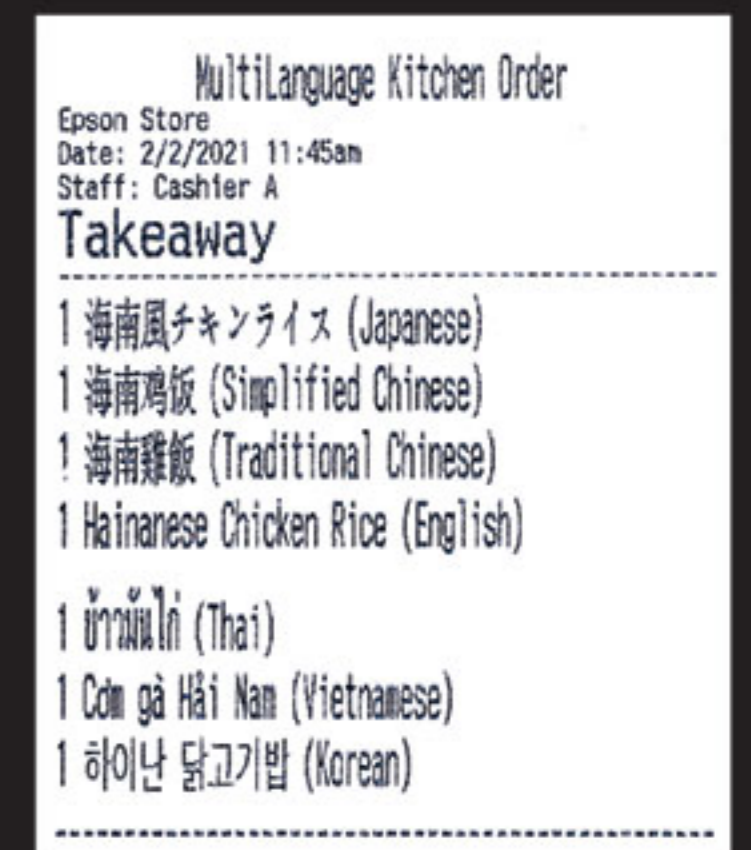 MultiLanguage Kitchen Order
Epson Store
Date: 2/2/2021 11:45am
Staff: Cashier A
Takeaway
1 海南風チキンライス (Japanese)
1 海南鸡饭 (Simplified Chinese)
1 海南雞飯 (Traditional Chinese)
1 Hainanese Chicken Rice (English)
1 ข้าวมันไก่ (Thai)
1 Cơm gà Hải Nam (Vietnamese)
1 하이난 닭고기밥 (Korean)